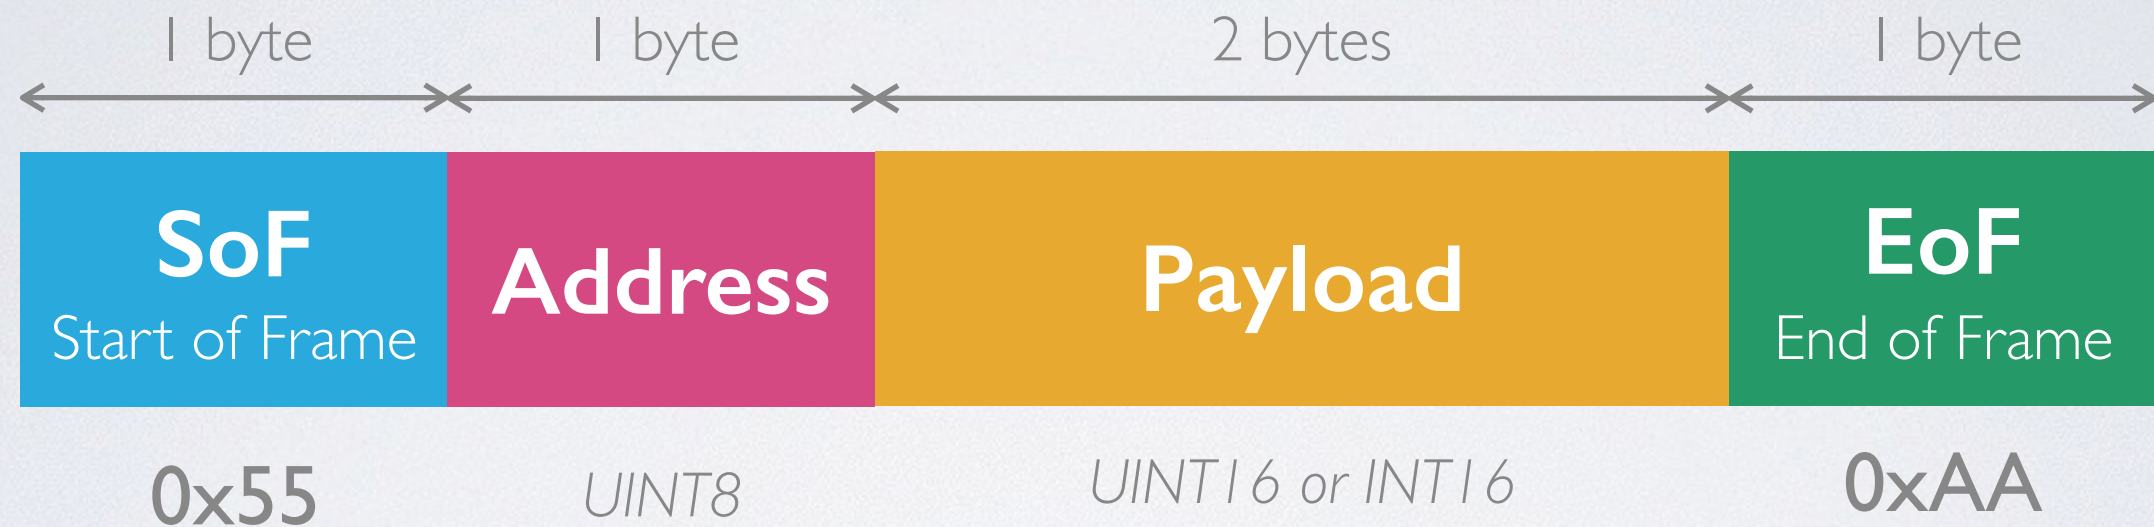 1 byte
1 byte
2 bytes
1 byte
SoF
Start of Frame
Address
Payload
EoF
End of Frame
0x55
UINT8
UINT16 or INT16
0xAA